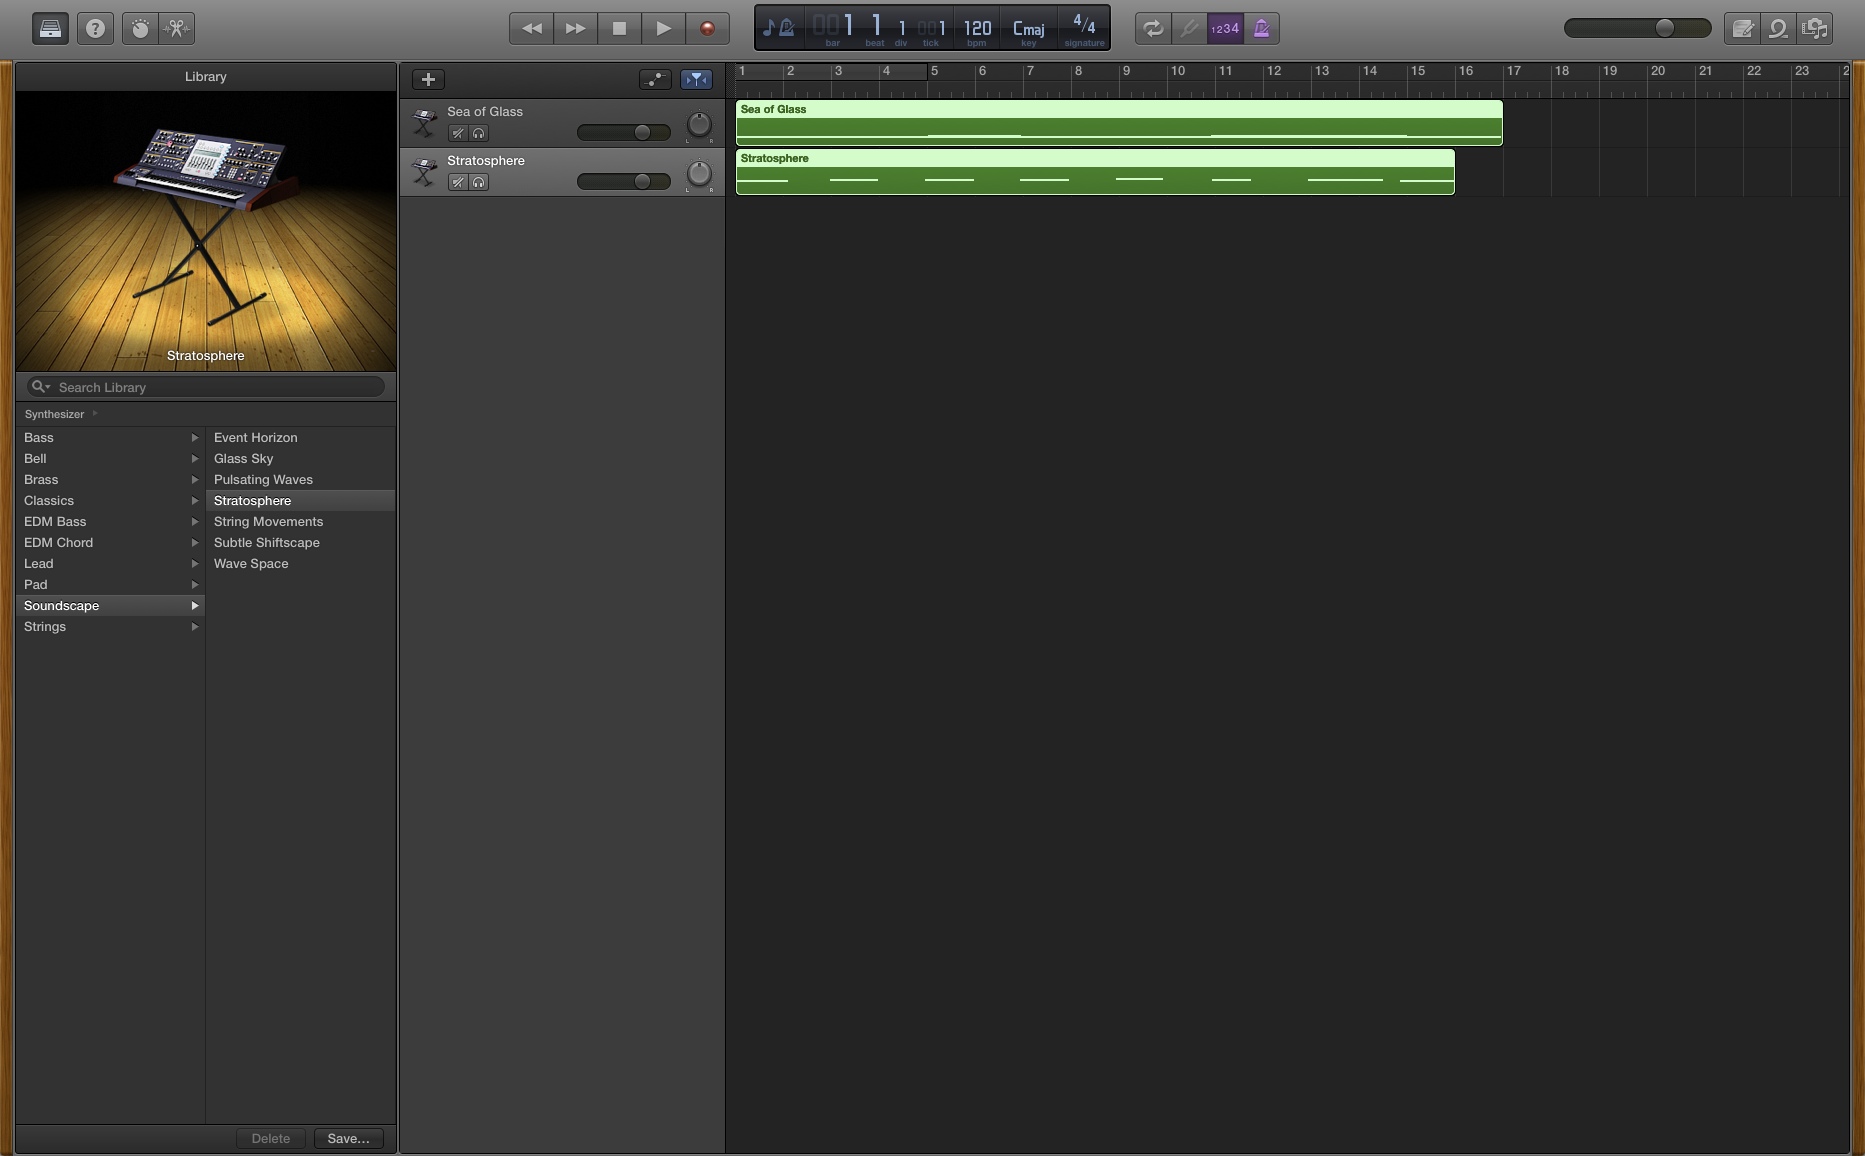 001 1 1 001 120 Cmaj 4/4
bar beat div tick bpm key signature
1234
Library
Stratosphere
Search Library
Synthesizer
Bass
Bell
Brass
Classics
EDM Bass
EDM Chord
Lead
Pad
Soundscape
Strings
Event Horizon
Glass Sky
Pulsating Waves
Stratosphere
String Movements
Subtle Shiftscape
Wave Space
Delete Save...
Sea of Glass
L R
Stratosphere
L R
1 2 3 4 5 6 7 8 9 10 11 12 13 14 15 16 17 18 19 20 21 22 23
Sea of Glass
Stratosphere